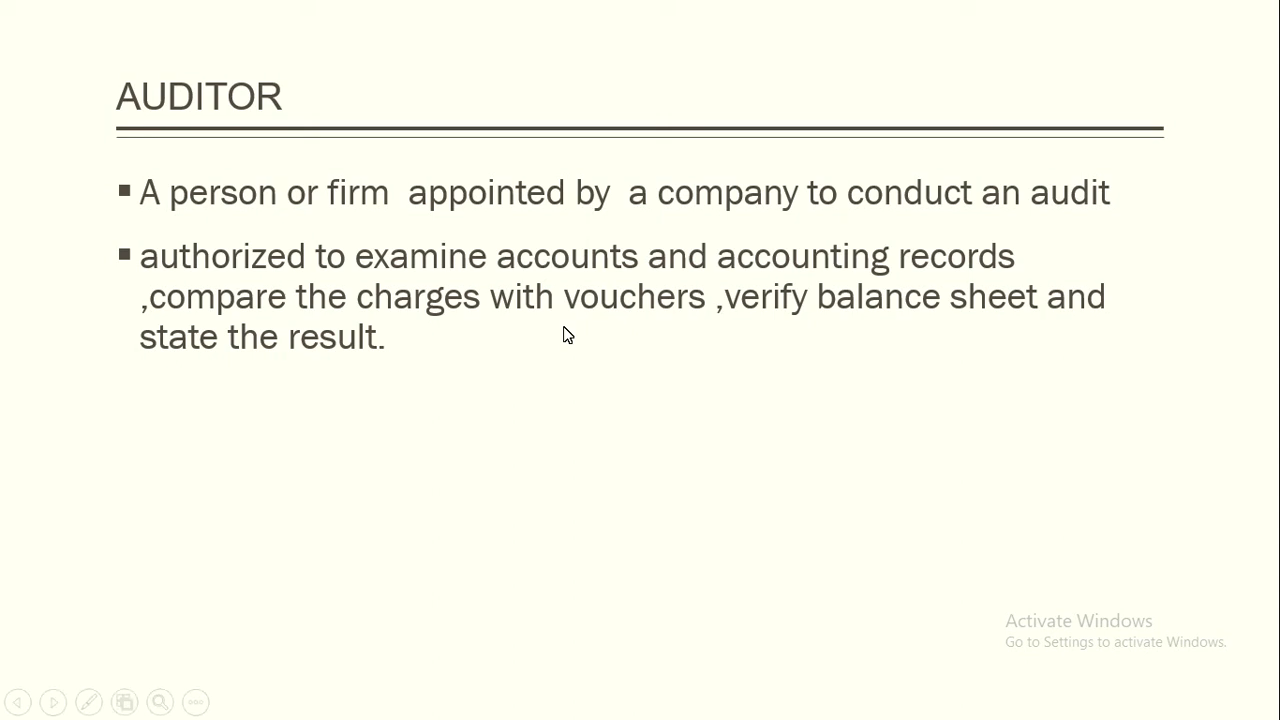 AUDITOR
▪ A person or firm  appointed by  a company to conduct an audit
▪ authorized to examine accounts and accounting records
,compare the charges with vouchers ,verify balance sheet and
state the result.
Activate Windows
Go to Settings to activate Windows.